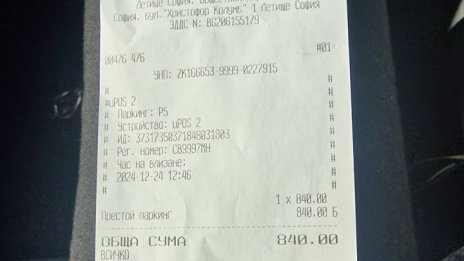 Летище София.
София. бул."Христофор Колумб" 1 Летище София
ЗДДС N: BG206155179
00476 476 #01
УНП: ZK166653-9999-0227915
# #
#uPOS 2 #
# Паркинг: P5 #
# Устройство: uPOS 2 #
# ИД: 37317350371848031803 #
# Рег. номер: CB9997MH #
# Час на влизане: #
# 2024-12-24 12:46 #
# #
1 x 840.00
Престой паркинг 840.00 Б
ОБЩА СУМА 840.00
ВСИЧКО